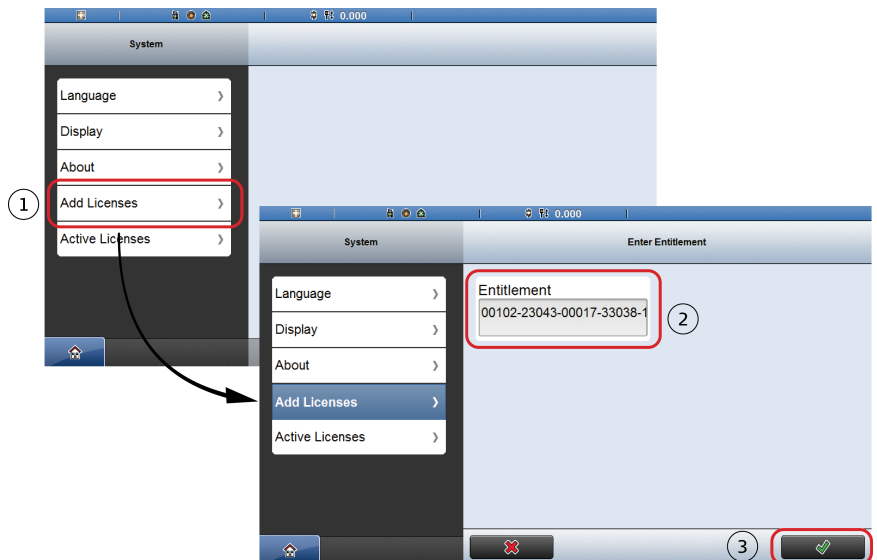 0.000
System
Language
Display
About
1
Add Licenses
Active Licenses
0.000
System
Enter Entitlement
Language
Display
About
Add Licenses
Active Licenses
Entitlement
00102-23043-00017-33038-1
2
3